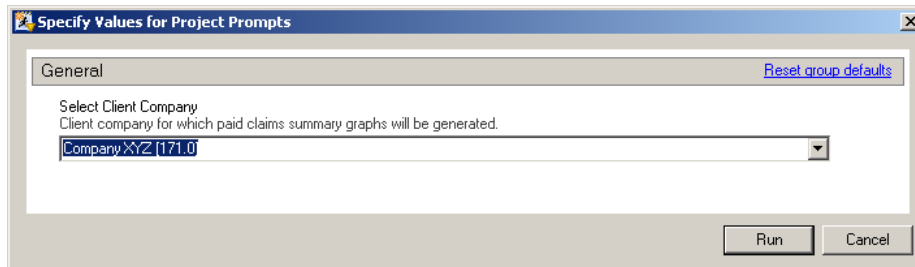 Specify Values for Project Prompts
General Reset group defaults
Select Client Company
Client company for which paid claims summary graphs will be generated.
Company XYZ [171.0]
Run Cancel